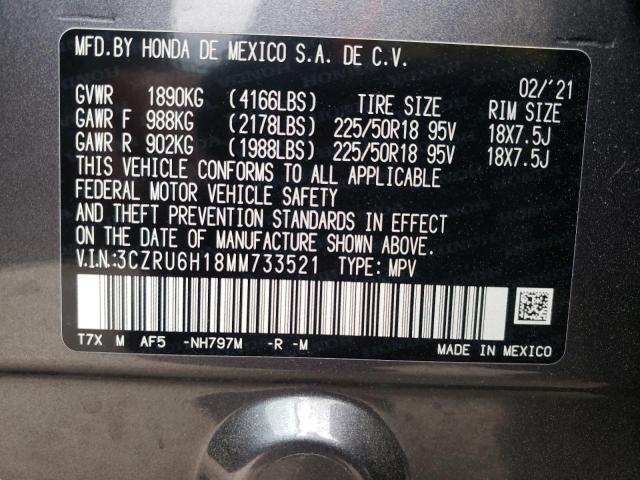 MFD.BY HONDA DE MEXICO S.A. DE C.V.
02/'21
GVWR 1890KG (4166LBS) TIRE SIZE RIM SIZE
GAWR F 988KG (2178LBS) 225/50R18 95V 18X7.5J
GAWR R 902KG (1988LBS) 225/50R18 95V 18X7.5J
THIS VEHICLE CONFORMS TO ALL APPLICABLE
FEDERAL MOTOR VEHICLE SAFETY
AND THEFT PREVENTION STANDARDS IN EFFECT
ON THE DATE OF MANUFACTURE SHOWN ABOVE.
V.I.N.:3CZRU6H18MM733521 TYPE: MPV
T7X M AF5 -NH797M -R -M MADE IN MEXICO